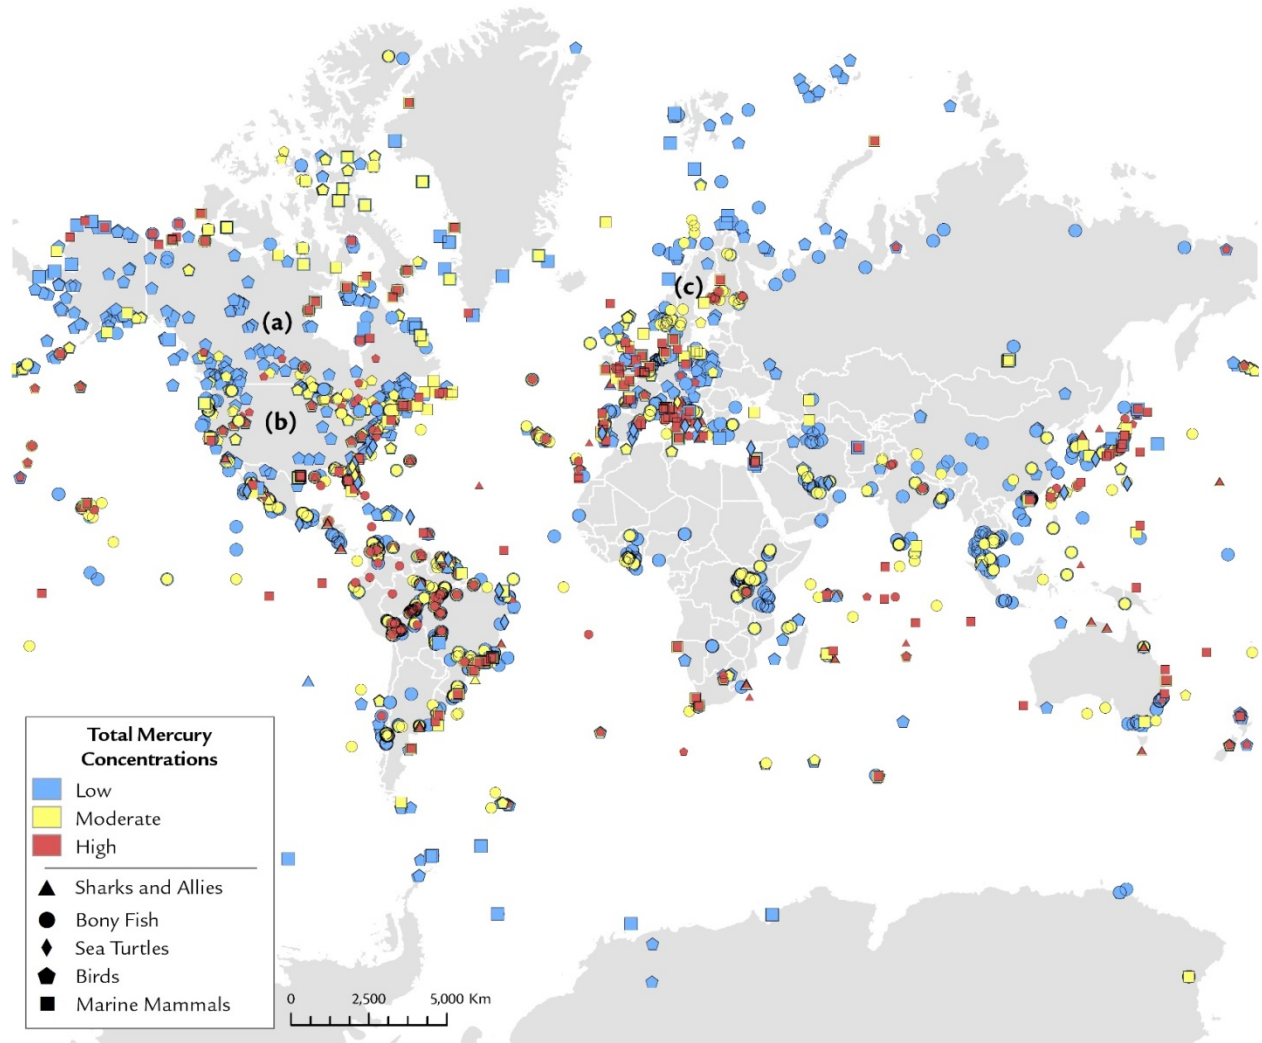 (a)
(b)
(c)
Total Mercury
Concentrations
Low
Moderate
High
Sharks and Allies
Bony Fish
Sea Turtles
Birds
Marine Mammals
0 2,500 5,000 Km